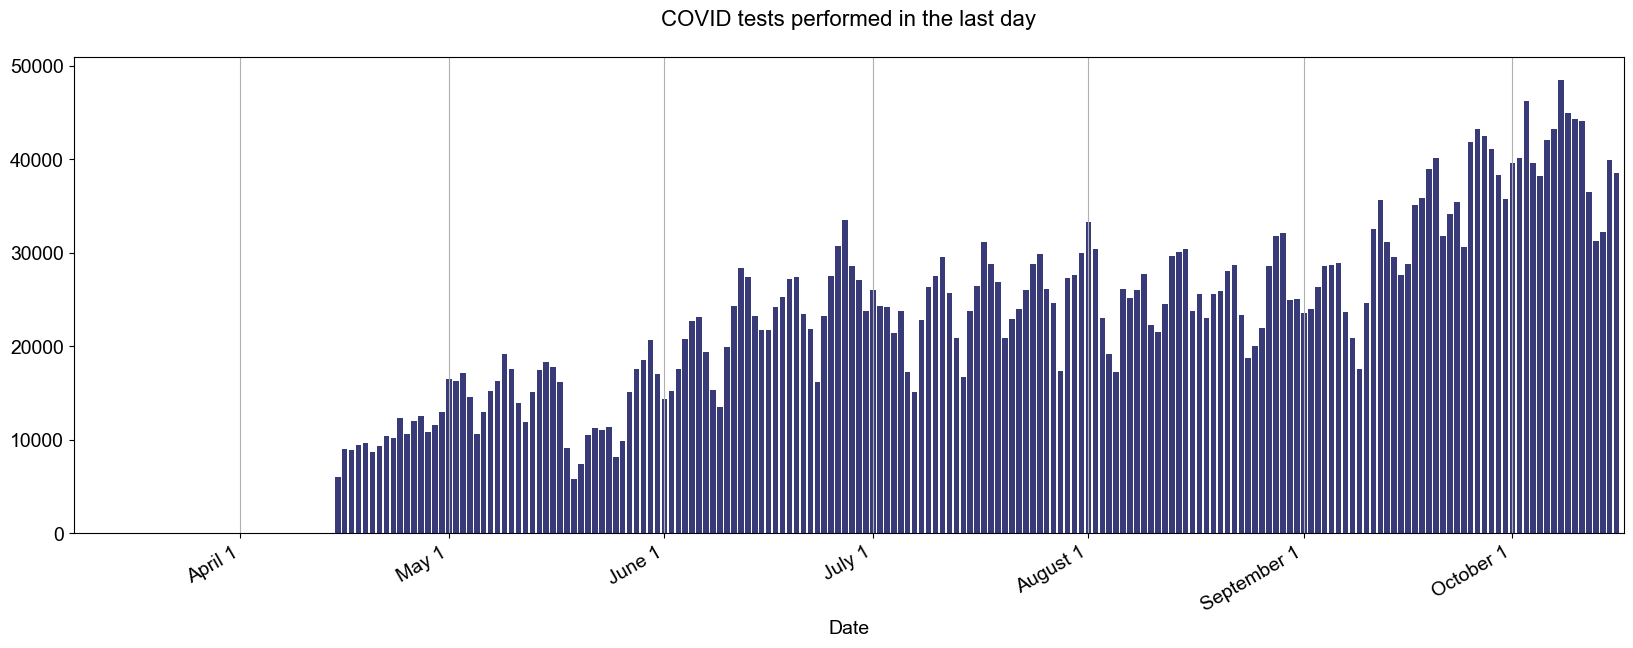 COVID tests performed in the last day
50000
40000
30000
20000
10000
0
April 1
May 1
June 1
July 1
August 1
September 1
October 1
Date